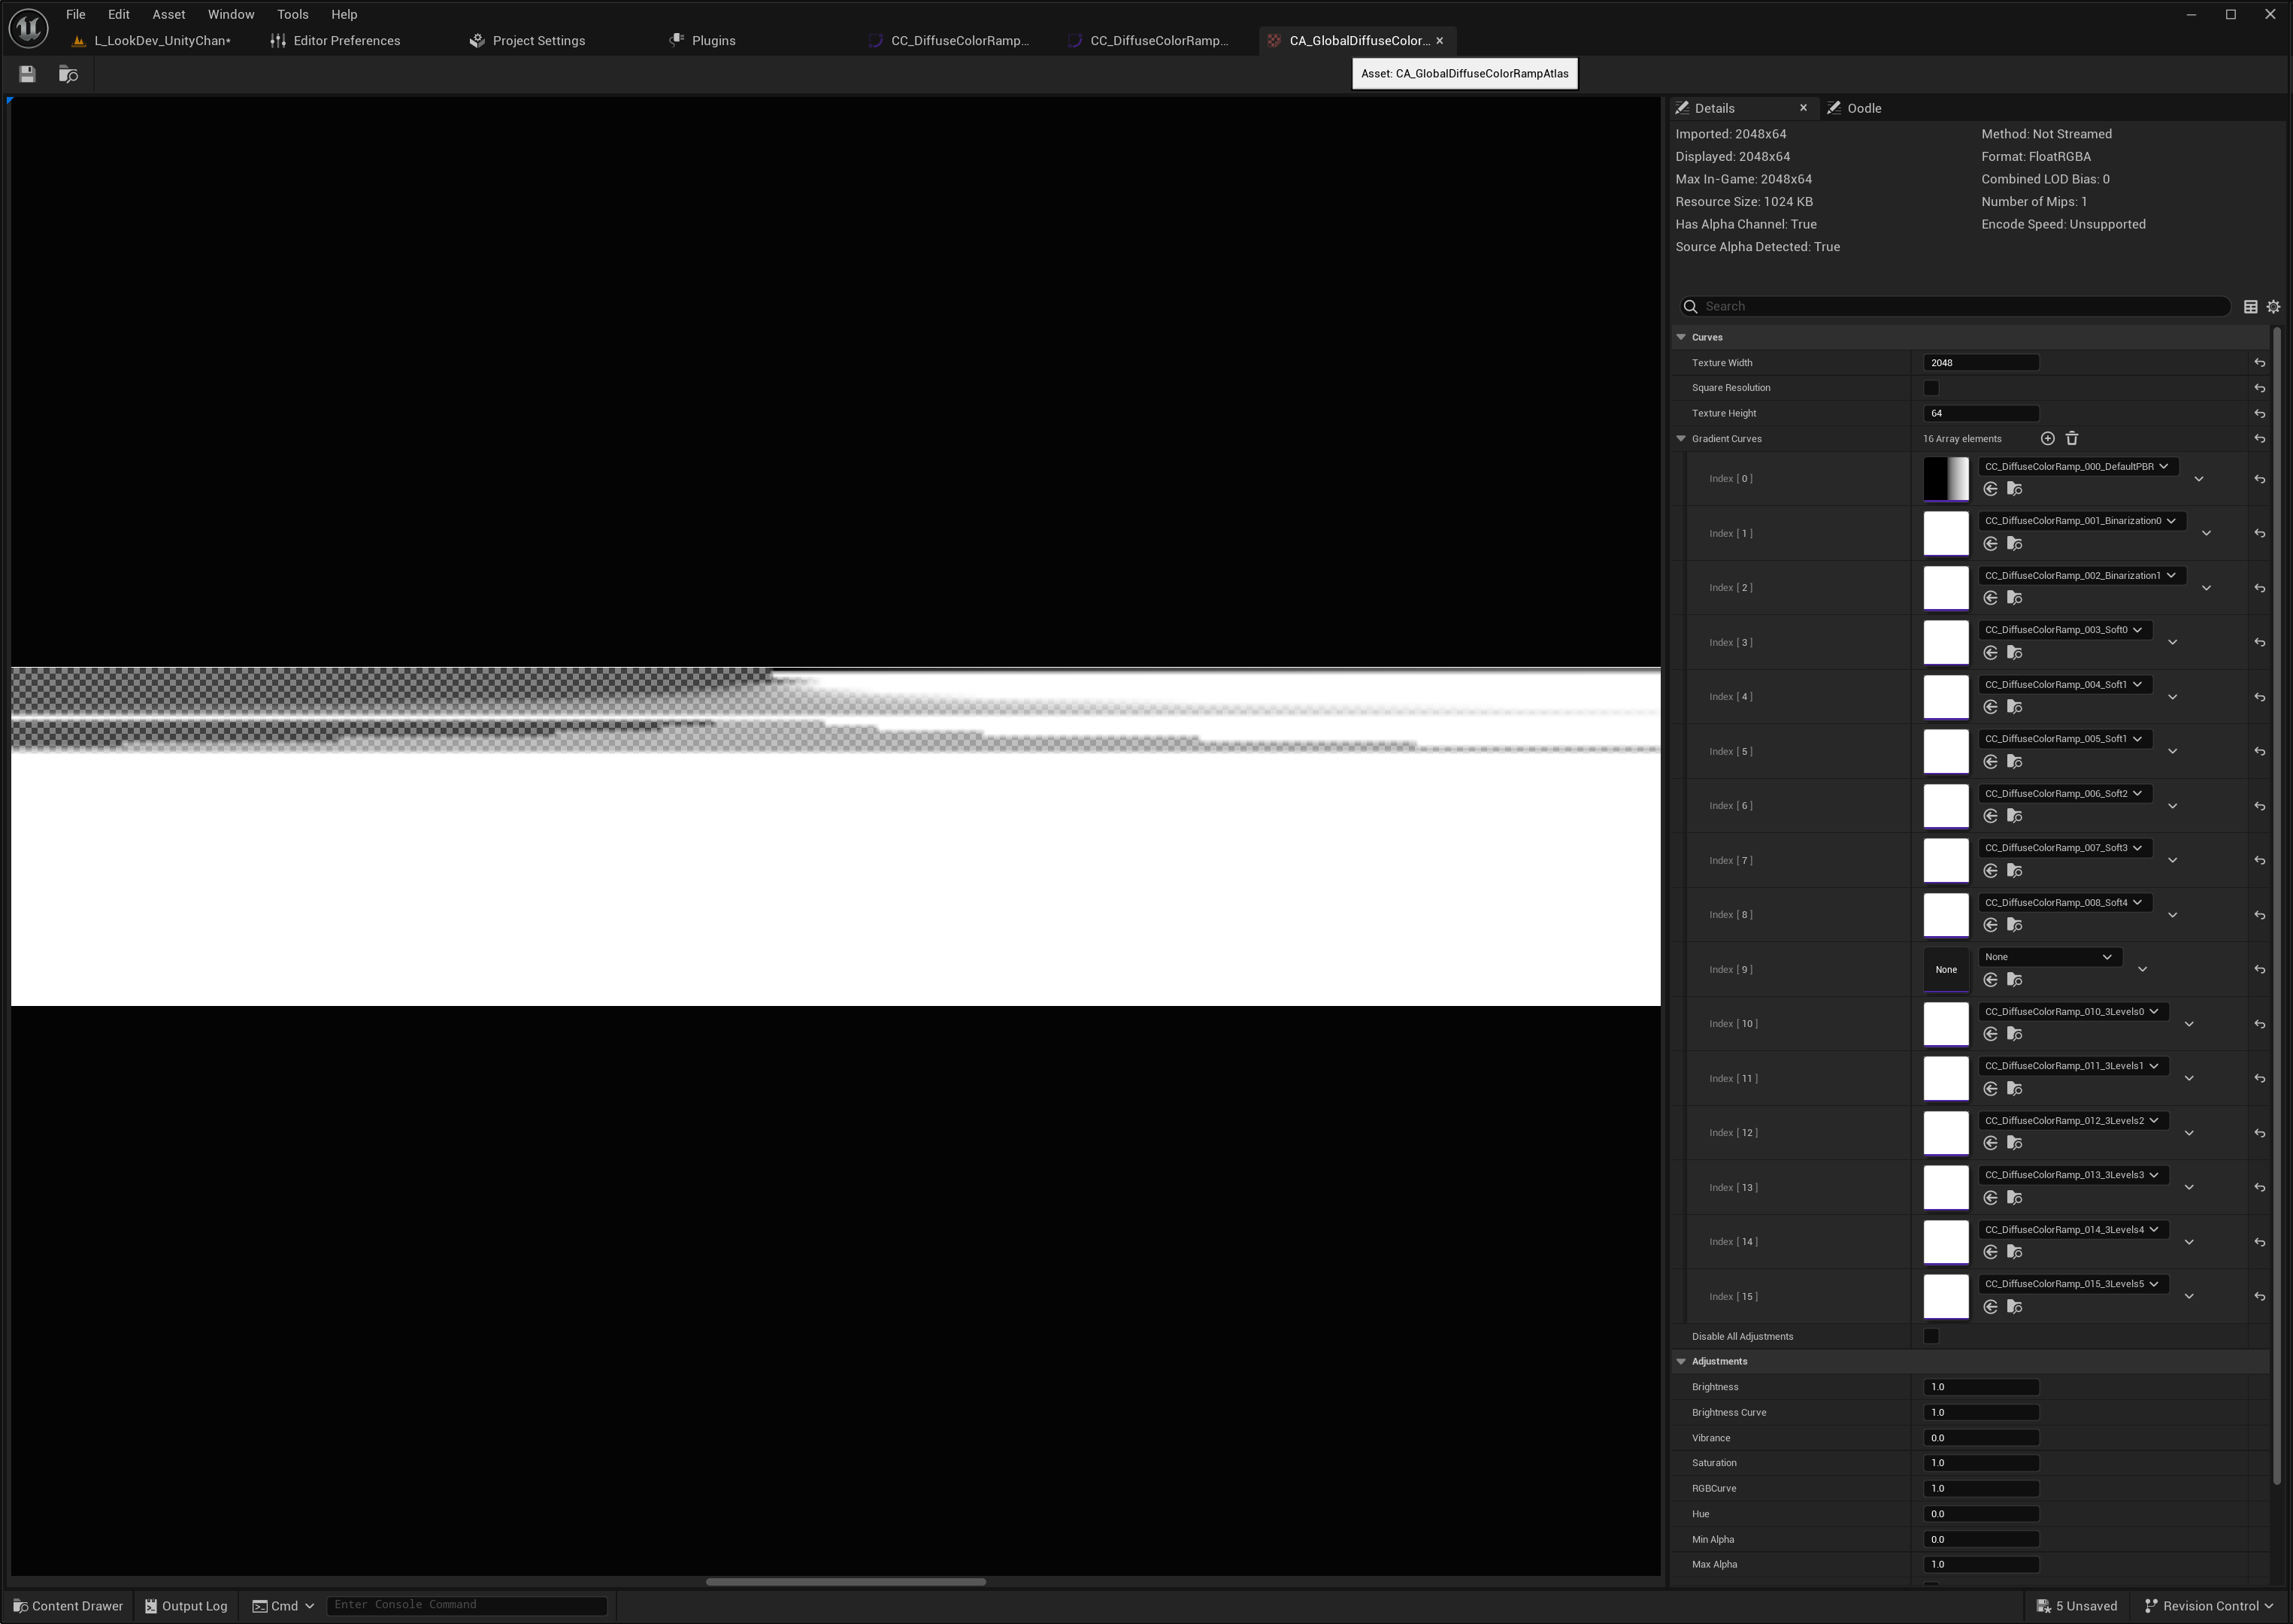 File Edit Asset Window Tools Help
L_LookDev_UnityChan* Editor Preferences Project Settings Plugins CC_DiffuseColorRamp... CC_DiffuseColorRamp... CA_GlobalDiffuseColor...
Asset: CA_GlobalDiffuseColorRampAtlas
Details Oodle
Imported: 2048x64 Method: Not Streamed
Displayed: 2048x64 Format: FloatRGBA
Max In-Game: 2048x64 Combined LOD Bias: 0
Resource Size: 1024 KB Number of Mips: 1
Has Alpha Channel: True Encode Speed: Unsupported
Source Alpha Detected: True
Search
Curves
Texture Width 2048
Square Resolution
Texture Height 64
Gradient Curves 16 Array elements
Index [ 0 ] CC_DiffuseColorRamp_000_DefaultPBR
Index [ 1 ] CC_DiffuseColorRamp_001_Binarization0
Index [ 2 ] CC_DiffuseColorRamp_002_Binarization1
Index [ 3 ] CC_DiffuseColorRamp_003_Soft0
Index [ 4 ] CC_DiffuseColorRamp_004_Soft1
Index [ 5 ] CC_DiffuseColorRamp_005_Soft1
Index [ 6 ] CC_DiffuseColorRamp_006_Soft2
Index [ 7 ] CC_DiffuseColorRamp_007_Soft3
Index [ 8 ] CC_DiffuseColorRamp_008_Soft4
Index [ 9 ] None None
Index [ 10 ] CC_DiffuseColorRamp_010_3Levels0
Index [ 11 ] CC_DiffuseColorRamp_011_3Levels1
Index [ 12 ] CC_DiffuseColorRamp_012_3Levels2
Index [ 13 ] CC_DiffuseColorRamp_013_3Levels3
Index [ 14 ] CC_DiffuseColorRamp_014_3Levels4
Index [ 15 ] CC_DiffuseColorRamp_015_3Levels5
Disable All Adjustments
Adjustments
Brightness 1.0
Brightness Curve 1.0
Vibrance 0.0
Saturation 1.0
RGBCurve 1.0
Hue 0.0
Min Alpha 0.0
Max Alpha 1.0
Content Drawer Output Log Cmd Enter Console Command 5 Unsaved Revision Control